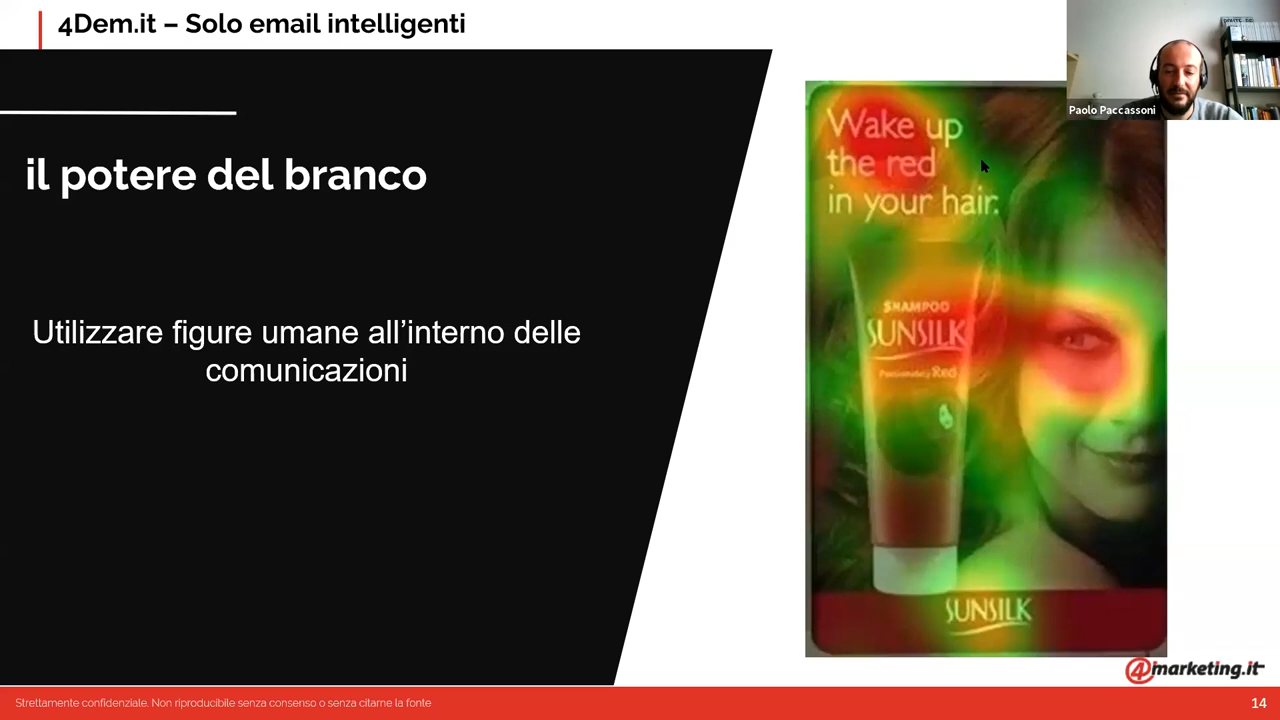 4Dem.it – Solo email intelligenti
Paolo Paccassoni
il potere del branco
Utilizzare figure umane all’interno delle
comunicazioni
Wake up
the red
in your hair.
SHAMPOO
SUNSILK
Passionately Red
SUNSILK
4marketing.it
Strettamente confidenziale. Non riproducibile senza consenso o senza citarne la fonte
14